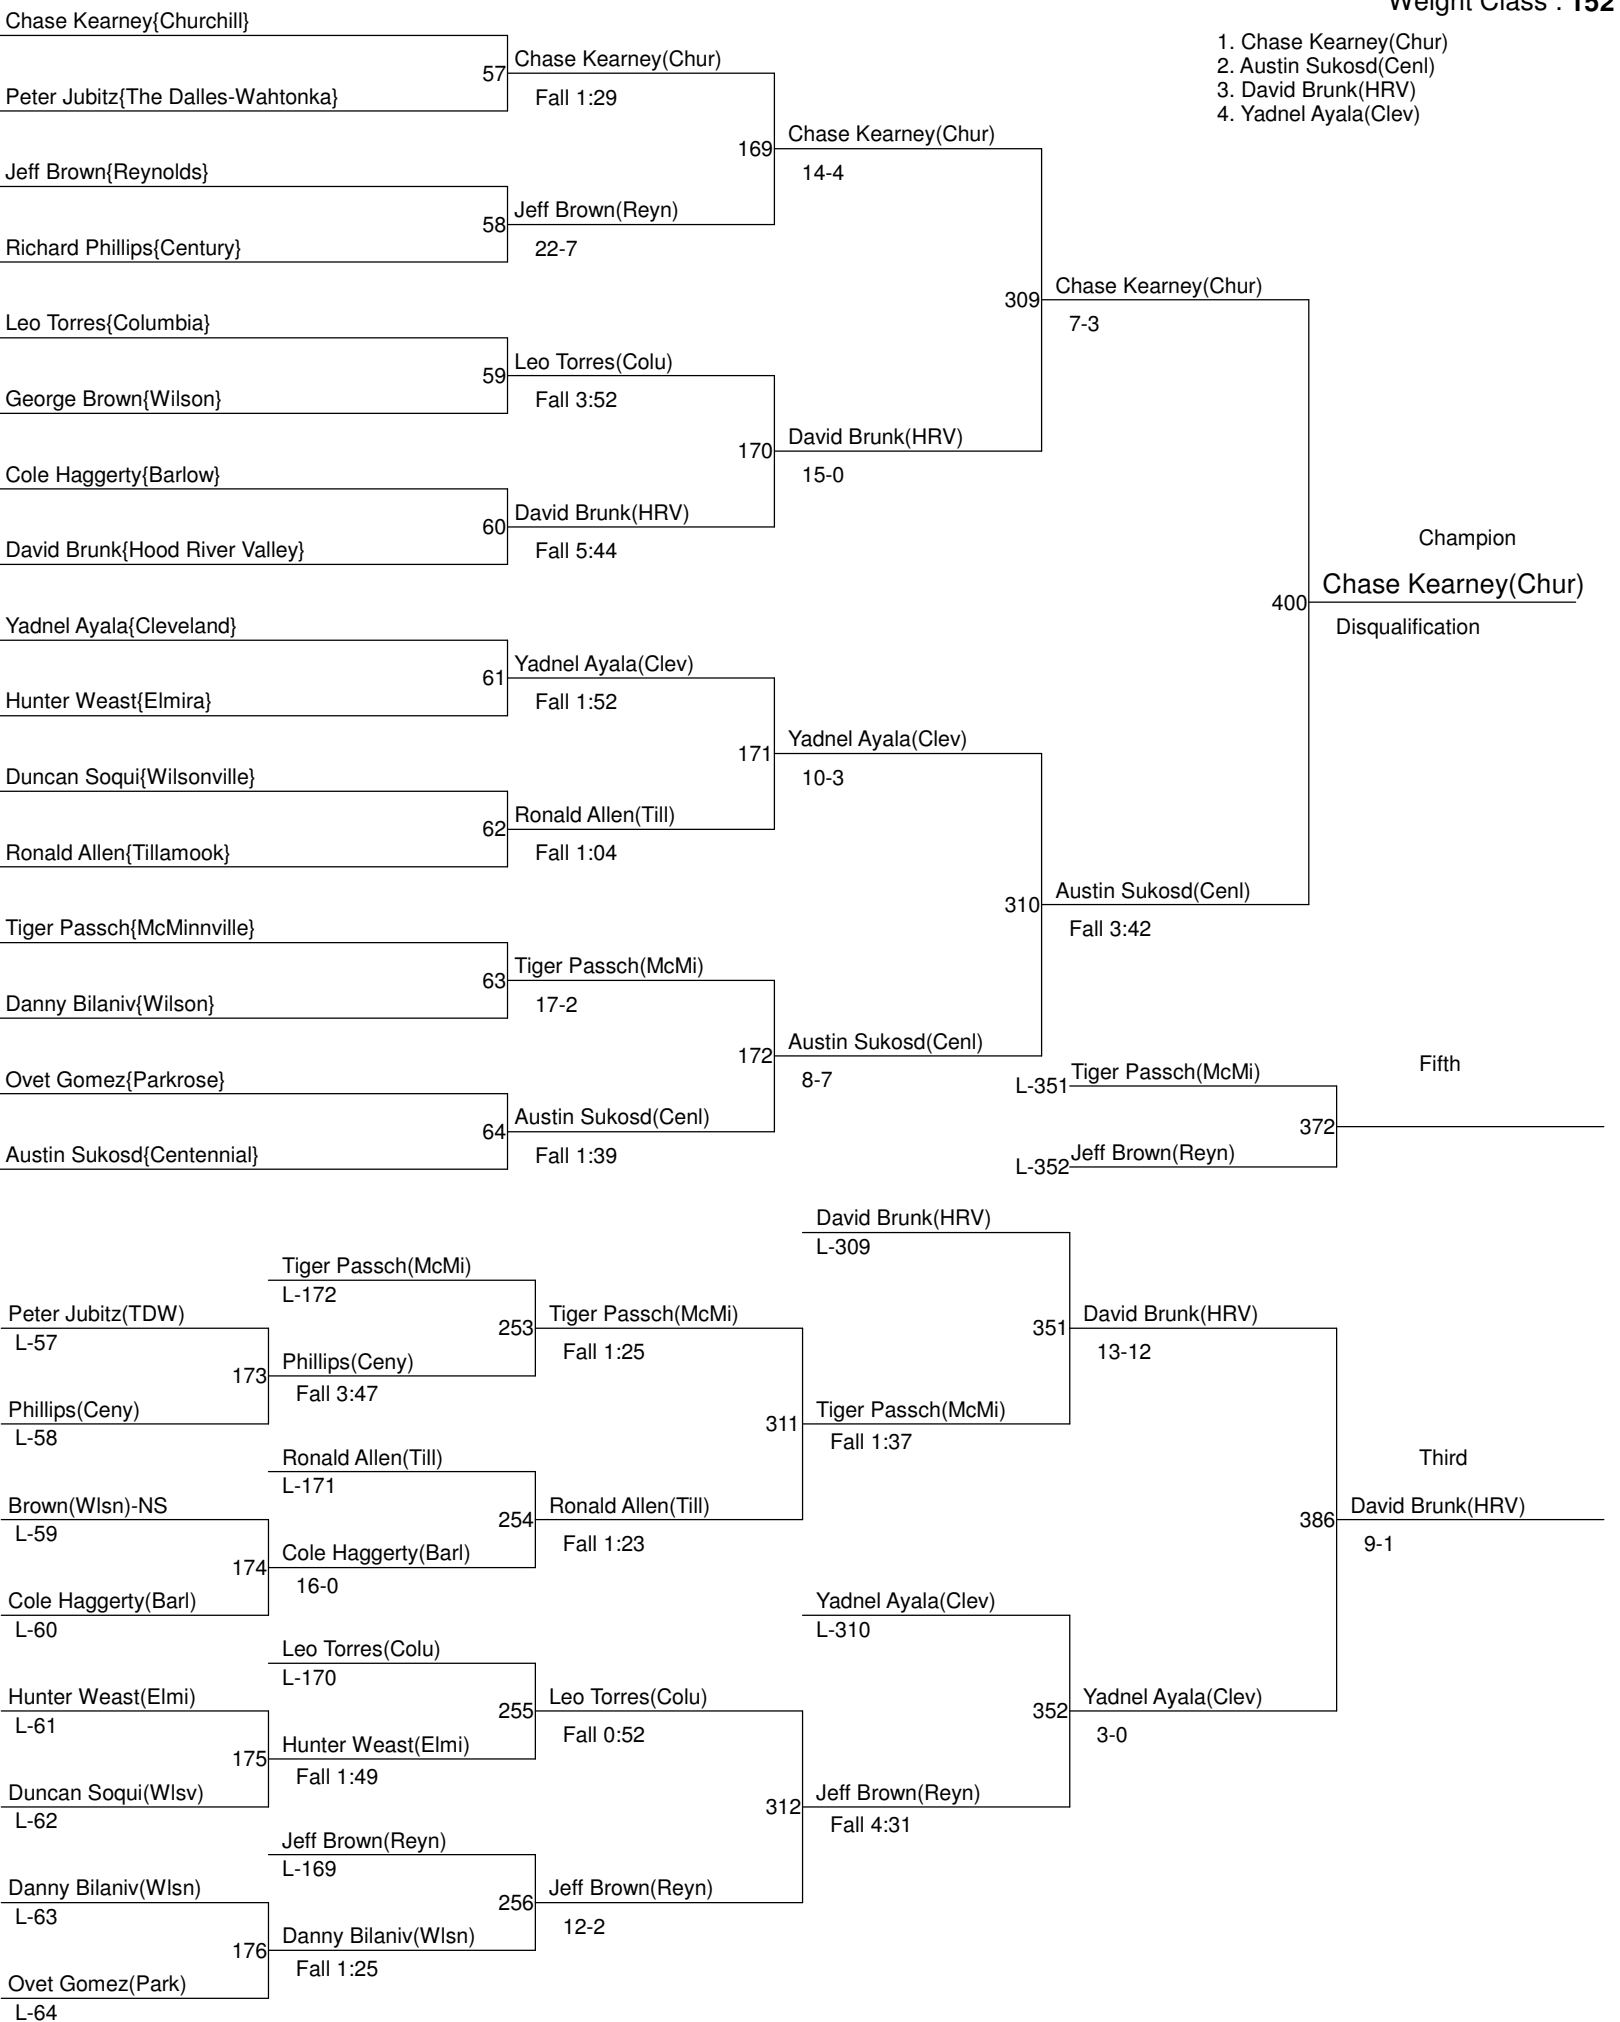 Weight Class : 152
1. Chase Kearney(Chur)
2. Austin Sukosd(Cenl)
3. David Brunk(HRV)
4. Yadnel Ayala(Clev)
Chase Kearney{Churchill}
57
Chase Kearney(Chur)
Fall 1:29
Peter Jubitz{The Dalles-Wahtonka}
169
Chase Kearney(Chur)
14-4
Jeff Brown{Reynolds}
58
Jeff Brown(Reyn)
22-7
Richard Phillips{Century}
309
Chase Kearney(Chur)
7-3
Leo Torres{Columbia}
59
Leo Torres(Colu)
Fall 3:52
George Brown{Wilson}
170
David Brunk(HRV)
15-0
Cole Haggerty{Barlow}
60
David Brunk(HRV)
Fall 5:44
David Brunk{Hood River Valley}
Champion
400
Chase Kearney(Chur)
Disqualification
Yadnel Ayala{Cleveland}
61
Yadnel Ayala(Clev)
Fall 1:52
Hunter Weast{Elmira}
171
Yadnel Ayala(Clev)
10-3
Duncan Soqui{Wilsonville}
62
Ronald Allen(Till)
Fall 1:04
Ronald Allen{Tillamook}
310
Austin Sukosd(Cenl)
Fall 3:42
Tiger Passch{McMinnville}
63
Tiger Passch(McMi)
17-2
Danny Bilaniv{Wilson}
172
Austin Sukosd(Cenl)
8-7
Ovet Gomez{Parkrose}
64
Austin Sukosd(Cenl)
Fall 1:39
Austin Sukosd{Centennial}
Fifth
L-351
Tiger Passch(McMi)
372
L-352
Jeff Brown(Reyn)
David Brunk(HRV)
L-309
Tiger Passch(McMi)
L-172
Peter Jubitz(TDW)
L-57
253
Tiger Passch(McMi)
Fall 1:25
351
David Brunk(HRV)
13-12
173
Phillips(Ceny)
Fall 3:47
Phillips(Ceny)
L-58
311
Tiger Passch(McMi)
Fall 1:37
Ronald Allen(Till)
L-171
Third
Brown(Wlsn)-NS
L-59
254
Ronald Allen(Till)
Fall 1:23
386
David Brunk(HRV)
9-1
174
Cole Haggerty(Barl)
16-0
Cole Haggerty(Barl)
L-60
Yadnel Ayala(Clev)
L-310
Leo Torres(Colu)
L-170
Hunter Weast(Elmi)
L-61
255
Leo Torres(Colu)
Fall 0:52
352
Yadnel Ayala(Clev)
3-0
175
Hunter Weast(Elmi)
Fall 1:49
Duncan Soqui(Wlsv)
L-62
312
Jeff Brown(Reyn)
Fall 4:31
Jeff Brown(Reyn)
L-169
Danny Bilaniv(Wlsn)
L-63
256
Jeff Brown(Reyn)
12-2
176
Danny Bilaniv(Wlsn)
Fall 1:25
Ovet Gomez(Park)
L-64